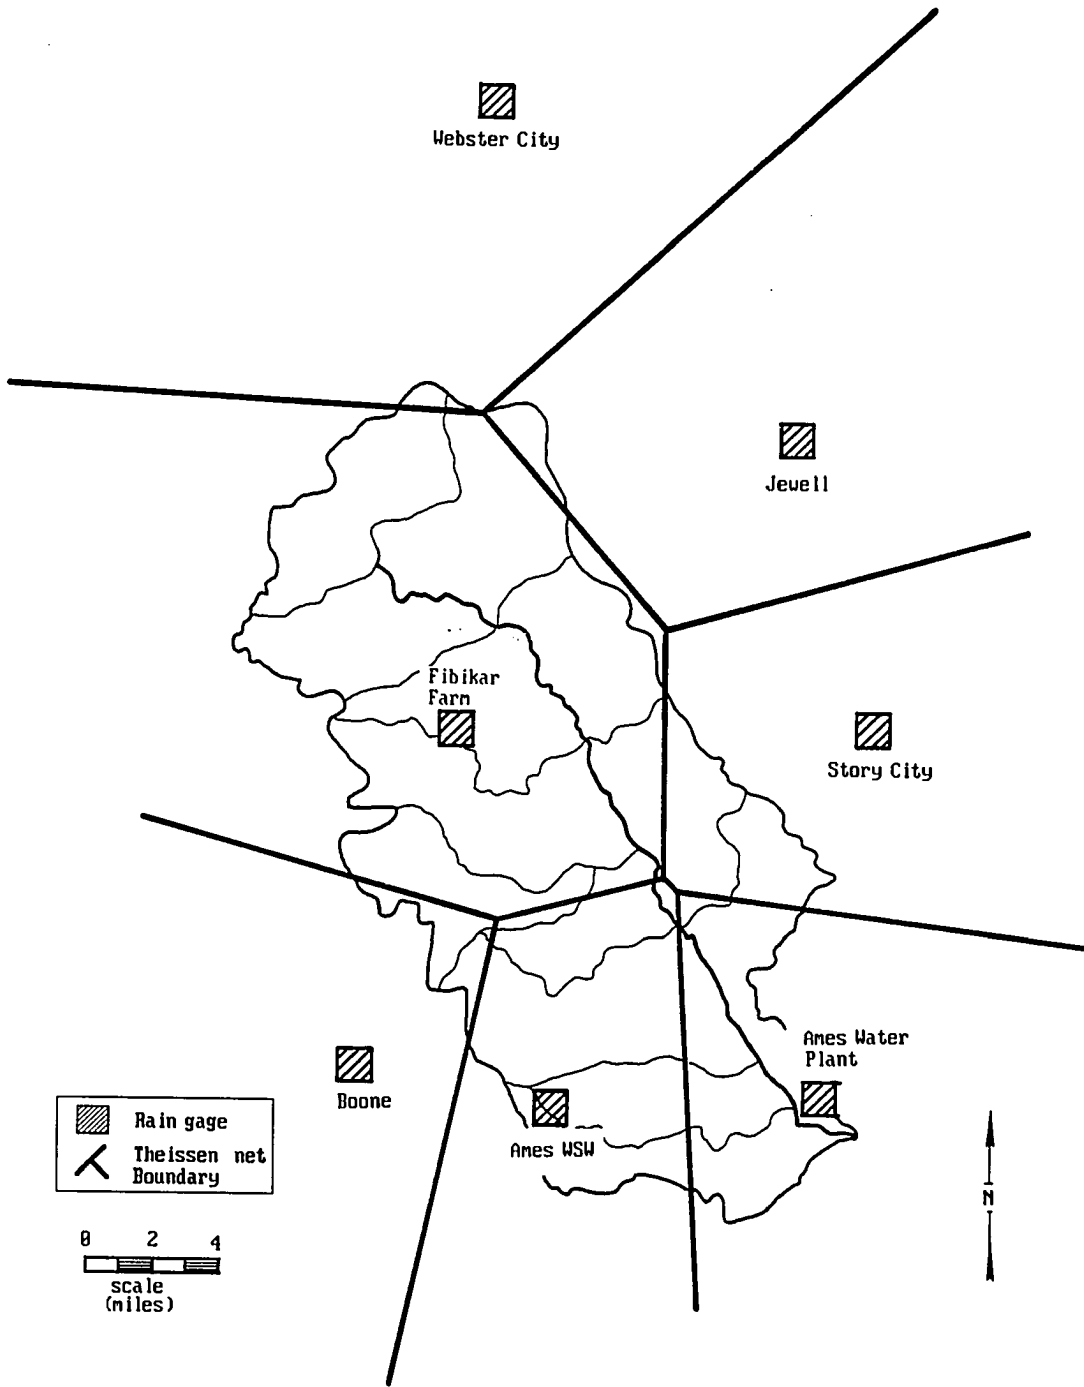 Webster City
Jewell
Fibikar
Farm
Story City
Ames Water
Plant
Boone
Ames WSW
Rain gage
Theissen net
Boundary
0 2 4
scale
(miles)
N